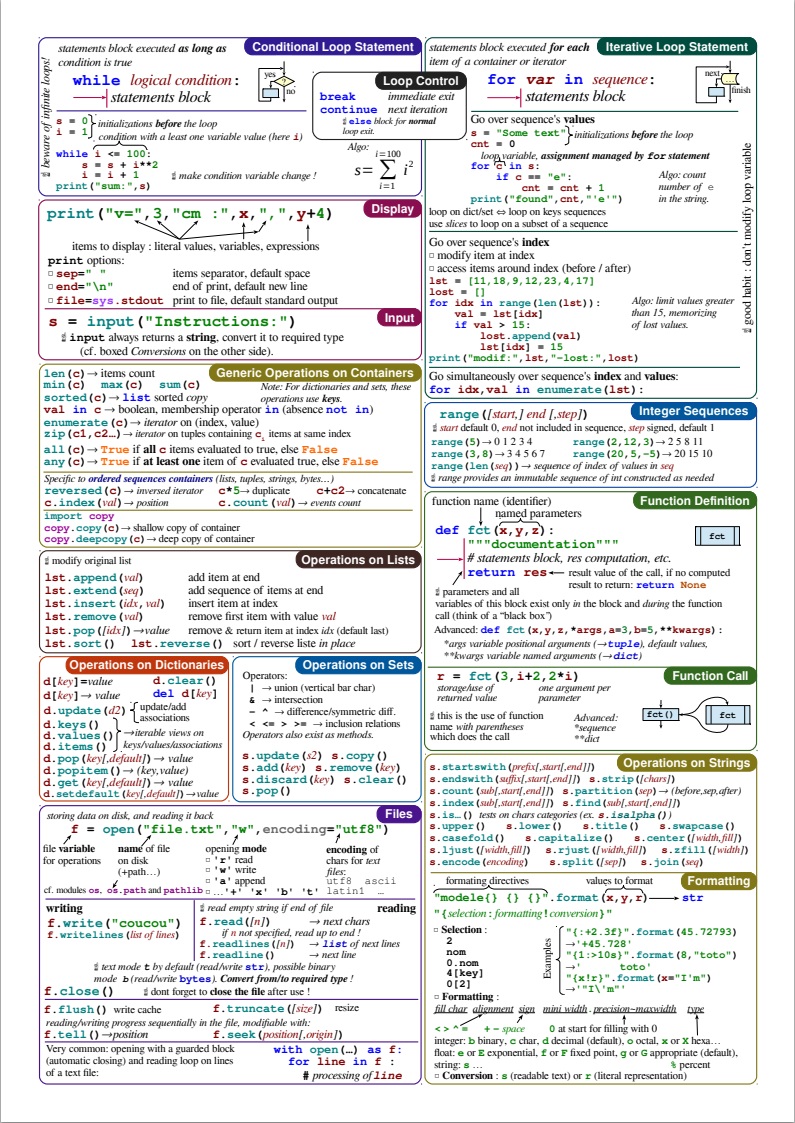 Conditional Loop Statement
statements block executed as long as
condition is true
while logical condition:
statements block
yes
?
no
☝ beware of infinite loops!
s = 0
i = 1
initializations before the loop
condition with a least one variable value (here i)
while i <= 100:
s = s + i**2
i = i + 1
☝ make condition variable change !
print("sum:",s)
Algo:
i=100
s= ∑ i²
i=1
Loop Control
break immediate exit
continue next iteration
☝ else block for normal
loop exit.
Display
print("v=",3,"cm :",x,",",y+4)
items to display : literal values, variables, expressions
print options:
□ sep=" " items separator, default space
□ end="\n" end of print, default new line
□ file=sys.stdout print to file, default standard output
Input
s = input("Instructions:")
☝ input always returns a string, convert it to required type
(cf. boxed Conversions on the other side).
Generic Operations on Containers
len(c)→ items count
min(c) max(c) sum(c)
Note: For dictionaries and sets, these
operations use keys.
sorted(c)→ list sorted copy
val in c → boolean, membership operator in (absence not in)
enumerate(c)→ iterator on (index, value)
zip(c1,c2…)→ iterator on tuples containing cᵢ items at same index
all(c)→ True if all c items evaluated to true, else False
any(c)→ True if at least one item of c evaluated true, else False
Specific to ordered sequences containers (lists, tuples, strings, bytes…)
reversed(c)→ inversed iterator c*5→ duplicate c+c2→ concatenate
c.index(val)→ position c.count(val)→ events count
import copy
copy.copy(c)→ shallow copy of container
copy.deepcopy(c)→ deep copy of container
Operations on Lists
☝ modify original list
lst.append(val) add item at end
lst.extend(seq) add sequence of items at end
lst.insert(idx,val) insert item at index
lst.remove(val) remove first item with value val
lst.pop([idx])→value remove & return item at index idx (default last)
lst.sort() lst.reverse() sort / reverse liste in place
Operations on Dictionaries
d[key]=value d.clear()
d[key]→ value del d[key]
d.update(d2) update/add
associations
d.keys()
d.values() →iterable views on
d.items() keys/values/associations
d.pop(key[,default])→ value
d.popitem()→ (key,value)
d.get(key[,default])→ value
d.setdefault(key[,default])→value
Operations on Sets
Operators:
| → union (vertical bar char)
& → intersection
- ^ → difference/symmetric diff.
< <= > >= → inclusion relations
Operators also exist as methods.
s.update(s2) s.copy()
s.add(key) s.remove(key)
s.discard(key) s.clear()
s.pop()
Files
storing data on disk, and reading it back
f = open("file.txt","w",encoding="utf8")
file variable
for operations
name of file
on disk
(+path…)
opening mode
□ 'r' read
□ 'w' write
□ 'a' append
□ …'+' 'x' 'b' 't'
encoding of
chars for text
files:
utf8 ascii
latin1 …
cf. modules os, os.path and pathlib
writing
f.write("coucou")
f.writelines(list of lines)
☝ read empty string if end of file reading
f.read([n]) → next chars
if n not specified, read up to end !
f.readlines([n]) → list of next lines
f.readline() → next line
☝ text mode t by default (read/write str), possible binary
mode b (read/write bytes). Convert from/to required type !
f.close() ☝ dont forget to close the file after use !
f.flush() write cache f.truncate([size]) resize
reading/writing progress sequentially in the file, modifiable with:
f.tell()→position f.seek(position[,origin])
Very common: opening with a guarded block
(automatic closing) and reading loop on lines
of a text file:
with open(…) as f:
for line in f :
# processing of line
Iterative Loop Statement
statements block executed for each
item of a container or iterator
for var in sequence:
statements block
next
…
finish
Go over sequence's values
s = "Some text"
cnt = 0
initializations before the loop
loop variable, assignment managed by for statement
for c in s:
if c == "e":
cnt = cnt + 1
print("found",cnt,"'e'")
Algo: count
number of e
in the string.
loop on dict/set ⇔ loop on keys sequences
use slices to loop on a subset of a sequence
Go over sequence's index
□ modify item at index
□ access items around index (before / after)
lst = [11,18,9,12,23,4,17]
lost = []
for idx in range(len(lst)):
val = lst[idx]
if val > 15:
lost.append(val)
lst[idx] = 15
print("modif:",lst,"-lost:",lost)
Algo: limit values greater
than 15, memorizing
of lost values.
☝ good habit : don't modify loop variable
Go simultaneously over sequence's index and values:
for idx,val in enumerate(lst):
Integer Sequences
range([start,] end [,step])
☝ start default 0, end not included in sequence, step signed, default 1
range(5)→ 0 1 2 3 4 range(2,12,3)→ 2 5 8 11
range(3,8)→ 3 4 5 6 7 range(20,5,-5)→ 20 15 10
range(len(seq))→ sequence of index of values in seq
☝ range provides an immutable sequence of int constructed as needed
Function Definition
function name (identifier)
named parameters
def fct(x,y,z):
"""documentation"""
# statements block, res computation, etc.
return res← result value of the call, if no computed
result to return: return None
fct
☝ parameters and all
variables of this block exist only in the block and during the function
call (think of a “black box”)
Advanced: def fct(x,y,z,*args,a=3,b=5,**kwargs):
*args variable positional arguments (→tuple), default values,
**kwargs variable named arguments (→dict)
Function Call
r = fct(3,i+2,2*i)
storage/use of
returned value
one argument per
parameter
☝ this is the use of function
name with parentheses
which does the call
Advanced:
*sequence
**dict
fct()
fct
Operations on Strings
s.startswith(prefix[,start[,end]])
s.endswith(suffix[,start[,end]]) s.strip([chars])
s.count(sub[,start[,end]]) s.partition(sep)→ (before,sep,after)
s.index(sub[,start[,end]]) s.find(sub[,start[,end]])
s.is…() tests on chars categories (ex. s.isalpha())
s.upper() s.lower() s.title() s.swapcase()
s.casefold() s.capitalize() s.center([width,fill])
s.ljust([width,fill]) s.rjust([width,fill]) s.zfill([width])
s.encode(encoding) s.split([sep]) s.join(seq)
Formatting
formating directives values to format
"modele{} {} {}".format(x,y,r) → str
"{selection:formatting!conversion}"
□ Selection :
2
nom
0.nom
4[key]
0[2]
Examples
"{:+2.3f}".format(45.72793)
→'+45.728'
"{1:>10s}".format(8,"toto")
→' toto'
"{x!r}".format(x="I'm")
→'"I\'m"'
□ Formatting :
fill char alignment sign mini width.precision~maxwidth type
< > ^ = + - space 0 at start for filling with 0
integer: b binary, c char, d decimal (default), o octal, x or X hexa…
float: e or E exponential, f or F fixed point, g or G appropriate (default),
string: s … % percent
□ Conversion : s (readable text) or r (literal representation)